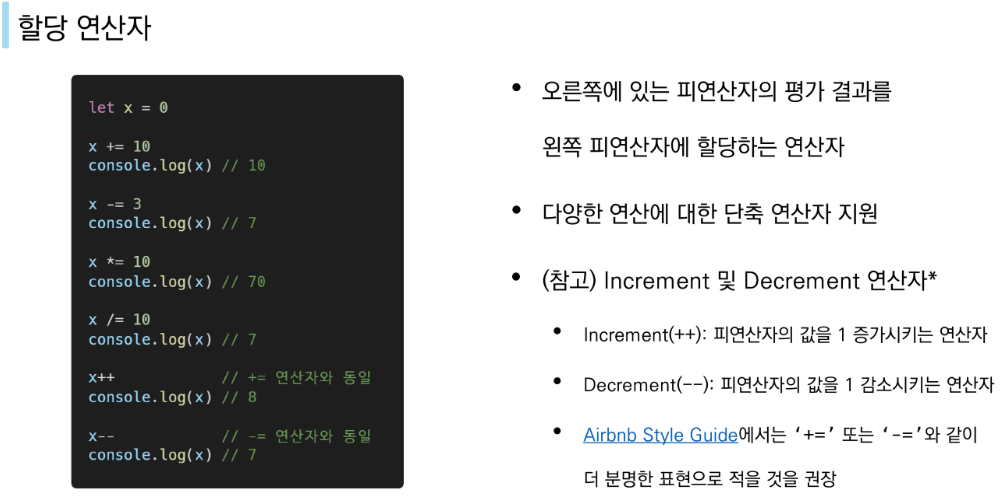 할당 연산자
let x = 0
x += 10
console.log(x) // 10
x -= 3
console.log(x) // 7
x *= 10
console.log(x) // 70
x /= 10
console.log(x) // 7
x++ // += 연산자와 동일
console.log(x) // 8
x-- // -= 연산자와 동일
console.log(x) // 7
• 오른쪽에 있는 피연산자의 평가 결과를
왼쪽 피연산자에 할당하는 연산자
• 다양한 연산에 대한 단축 연산자 지원
• (참고) Increment 및 Decrement 연산자*
• Increment(++): 피연산자의 값을 1 증가시키는 연산자
• Decrement(--): 피연산자의 값을 1 감소시키는 연산자
• Airbnb Style Guide에서는 ‘+=’ 또는 ‘-=’와 같이
더 분명한 표현으로 적을 것을 권장